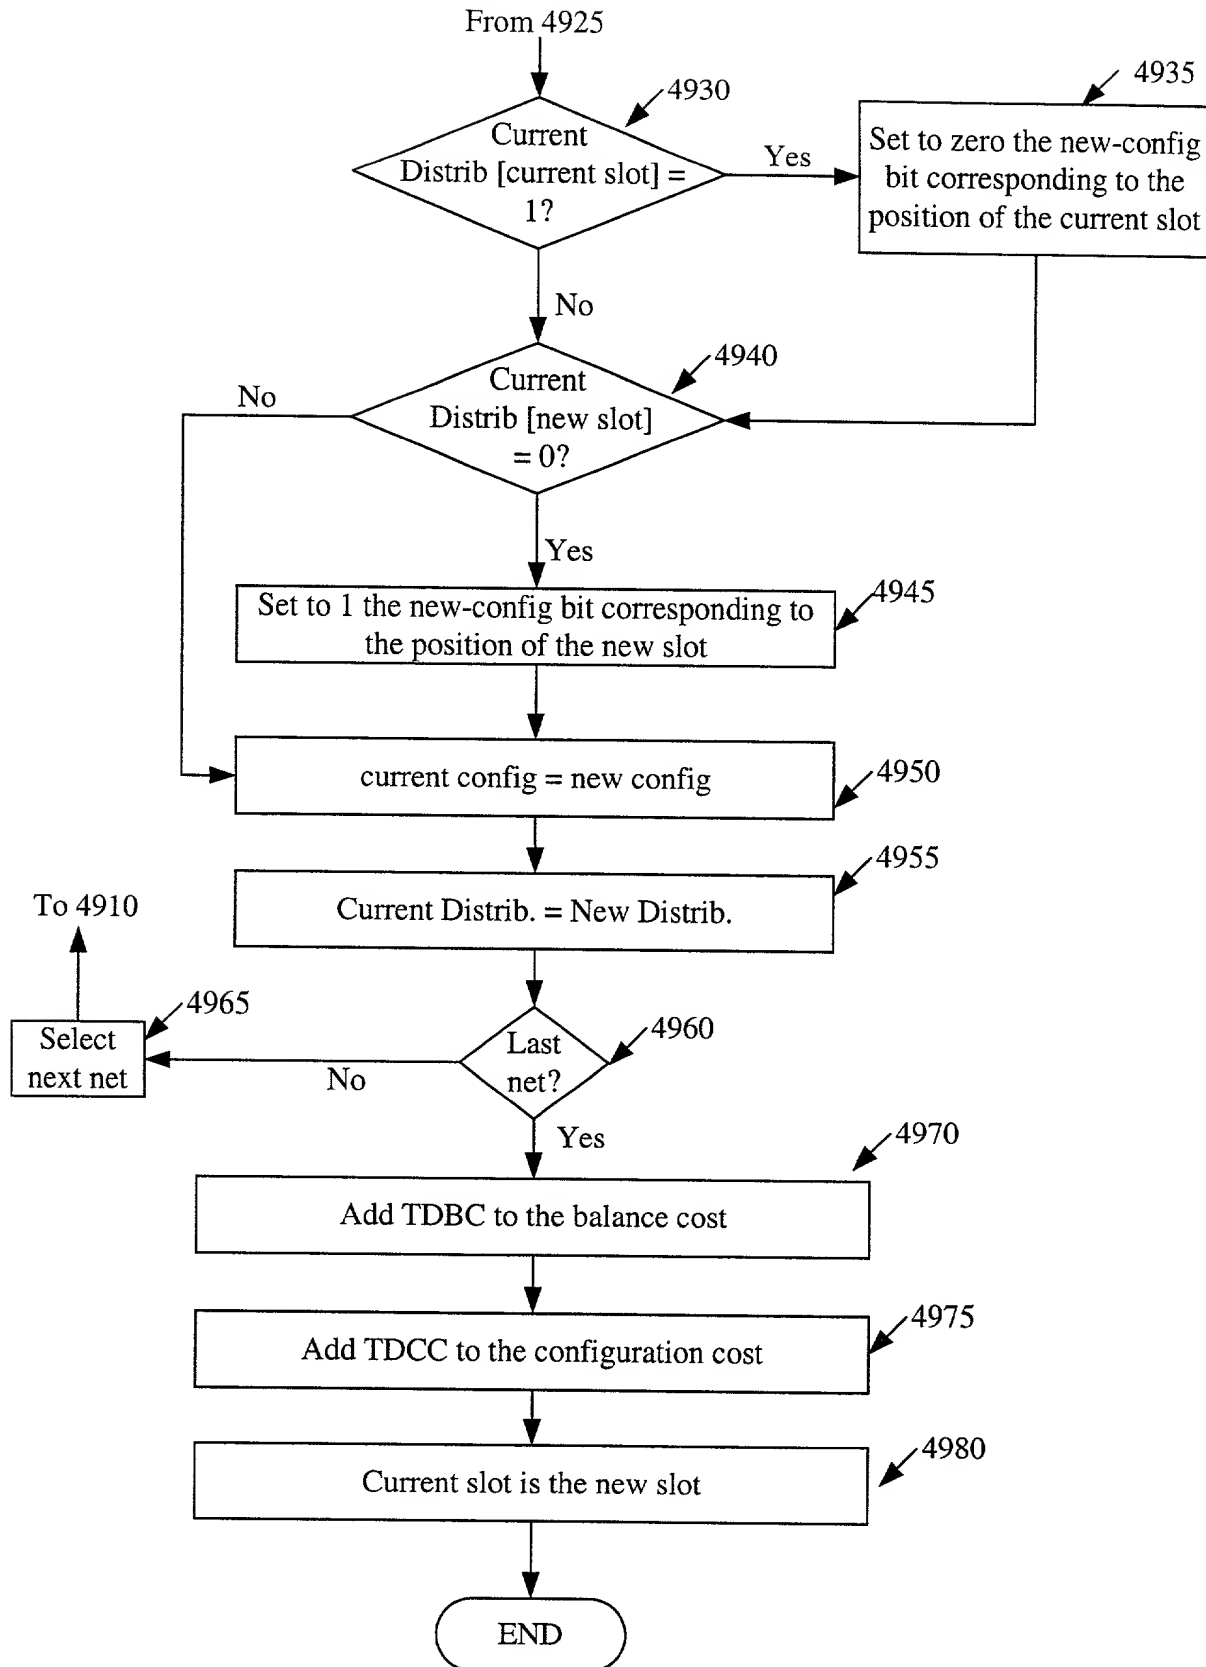 From 4925
4930
4935
Current
Distrib [current slot] =
1?
Yes
Set to zero the new-config
bit corresponding to the
position of the current slot
No
4940
Current
Distrib [new slot]
= 0?
No
Yes
4945
Set to 1 the new-config bit corresponding to
the position of the new slot
4950
current config = new config
4955
Current Distrib. = New Distrib.
To 4910
4965
Select
next net
4960
Last
net?
No
Yes
4970
Add TDBC to the balance cost
4975
Add TDCC to the configuration cost
4980
Current slot is the new slot
END